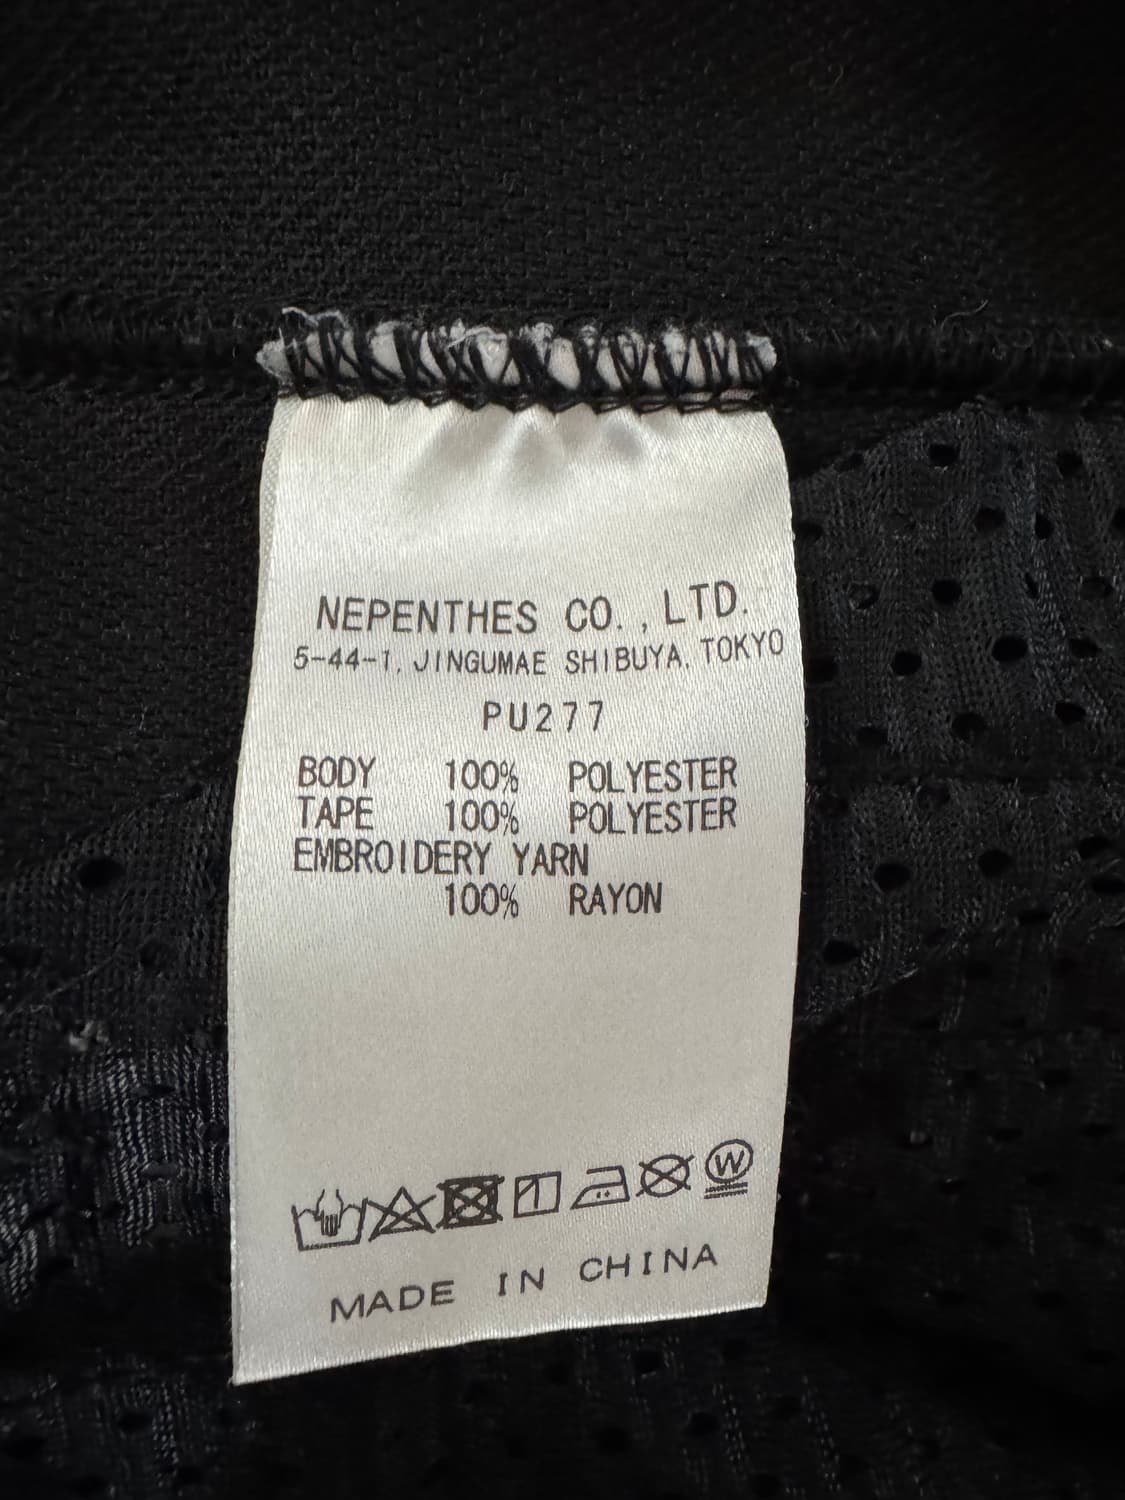 NEPENTHES CO., LTD.
5-44-1, JINGUMAE SHIBUYA, TOKYO
PU277
BODY 100% POLYESTER
TAPE 100% POLYESTER
EMBROIDERY YARN
100% RAYON
W
MADE IN CHINA